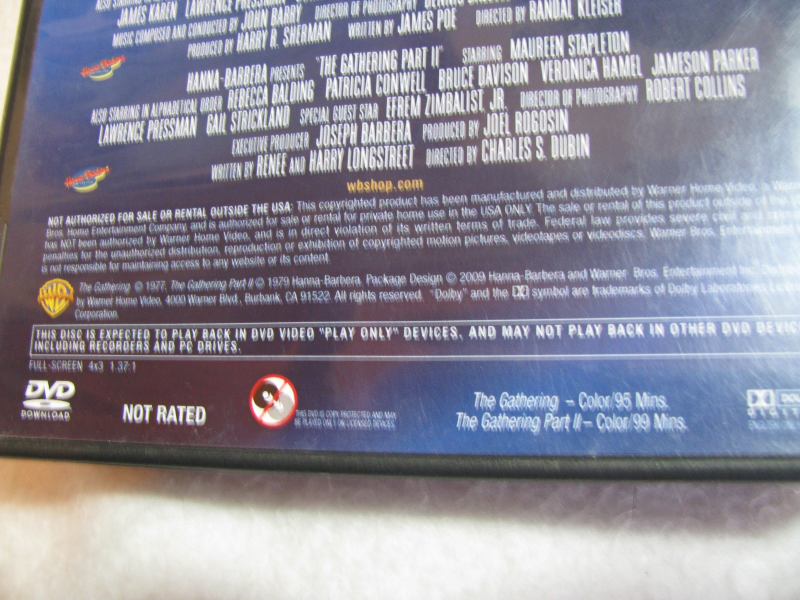 JAMES KAREN LAWRENCE PRESSMAN
MUSIC COMPOSED AND CONDUCTED BY JOHN BARRY DIRECTOR OF PHOTOGRAPHY
PRODUCED BY HARRY R. SHERMAN WRITTEN BY JAMES POE DIRECTED BY RANDAL KLEISER
HANNA-BARBERA PRESENTS "THE GATHERING PART II" STARRING MAUREEN STAPLETON
ALSO STARRING IN ALPHABETICAL ORDER REBECCA BALDING PATRICIA CONWELL BRUCE DAVISON VERONICA HAMEL JAMESON PARKER
LAWRENCE PRESSMAN GAIL STRICKLAND SPECIAL GUEST STAR EFREM ZIMBALIST JR. DIRECTOR OF PHOTOGRAPHY ROBERT COLLINS
EXECUTIVE PRODUCER JOSEPH BARBERA PRODUCED BY JOEL ROGOSIN
WRITTEN BY RENEE AND HARRY LONGSTREET DIRECTED BY CHARLES S. DUBIN
wbshop.com
NOT AUTHORIZED FOR SALE OR RENTAL OUTSIDE THE USA: This copyrighted product has been manufactured and distributed by Warner Home Video, a
Bros. Home Entertainment Company, and is authorized for sale or rental for private home use in the USA ONLY. The sale or rental of this product outside of the
has NOT been authorized by Warner Home Video, and is in direct violation of its written terms of trade. Federal law provides severe civil and
penalties for the unauthorized distribution, reproduction or exhibition of copyrighted motion pictures, videotapes or videodiscs. Warner Bros.
is not responsible for maintaining access to any website or its content.
The Gathering © 1977, The Gathering Part II © 1979 Hanna-Barbera. Package Design © 2009 Hanna-Barbera and Warner Bros. Entertainment Inc.
by Warner Home Video, 4000 Warner Blvd., Burbank, CA 91522. All rights reserved. "Dolby" and the symbol are trademarks of Dolby Laboratories
Corporation.
THIS DISC IS EXPECTED TO PLAY BACK IN DVD VIDEO "PLAY ONLY" DEVICES, AND MAY NOT PLAY BACK IN OTHER DVD
INCLUDING RECORDERS AND PC DRIVES.
FULL-SCREEN 4x3 1.37:1
DVD
DOWNLOAD
NOT RATED
THIS DVD IS COPY PROTECTED AND MAY
BE PLAYED ONLY ON LICENSED DEVICES.
The Gathering – Color/95 Mins.
The Gathering Part II – Color/99 Mins.